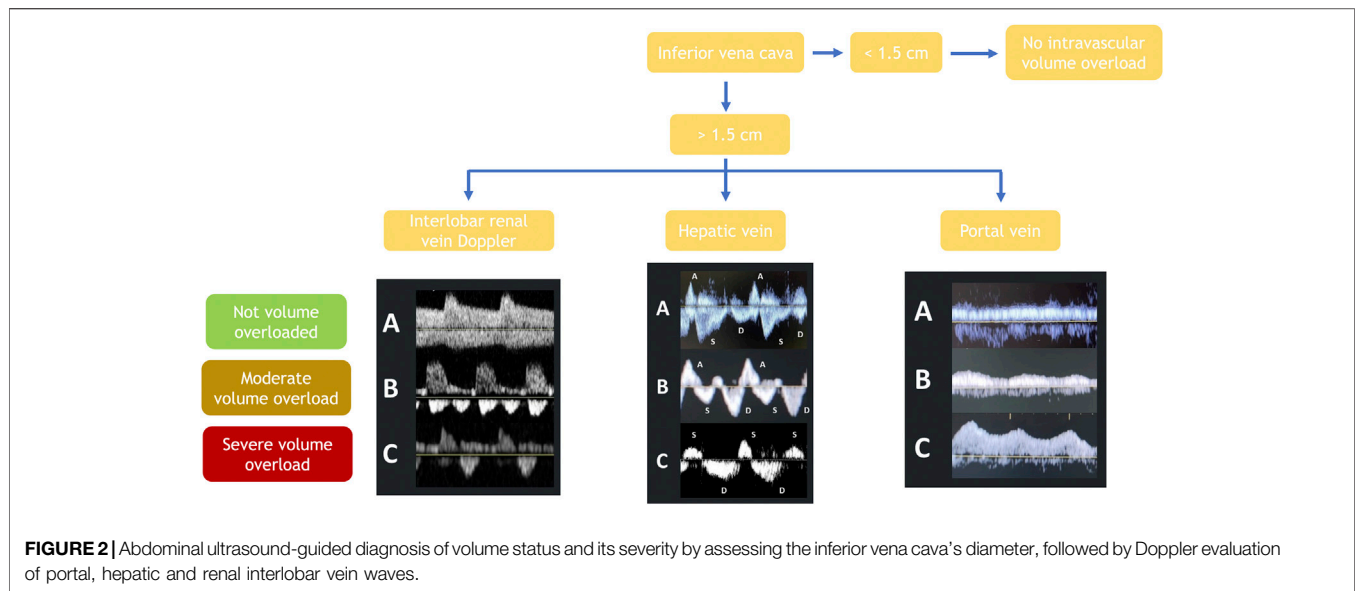 Inferior vena cava
< 1.5 cm
No intravascular
volume overload
> 1.5 cm
Interlobar renal
vein Doppler
Hepatic vein
Portal vein
Not volume
overloaded
Moderate
volume overload
Severe volume
overload
A
B
C
A A
A
S D S D
A
B
S D S D
S S S
C
D D
A
B
C
FIGURE 2 | Abdominal ultrasound-guided diagnosis of volume status and its severity by assessing the inferior vena cava's diameter, followed by Doppler evaluation
of portal, hepatic and renal interlobar vein waves.